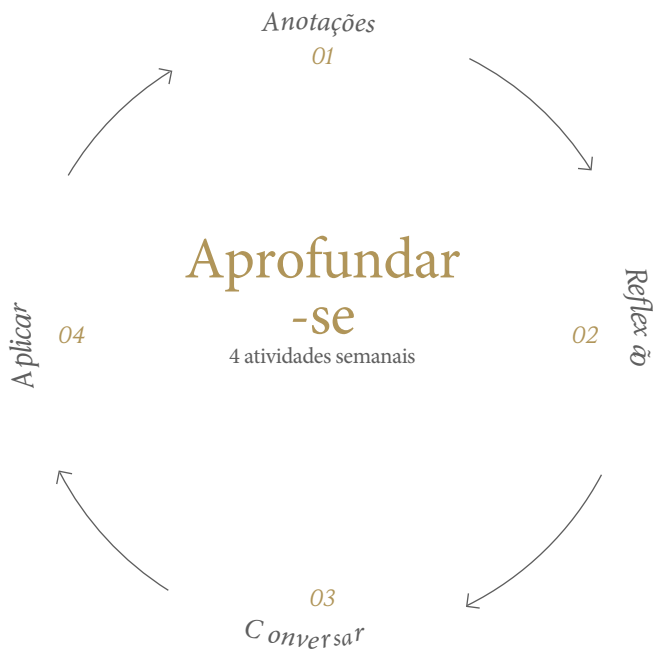 Anotações
01
Reflexão
02
Aprofundar
-se
4 atividades semanais
03
Conversar
04
Aplicar